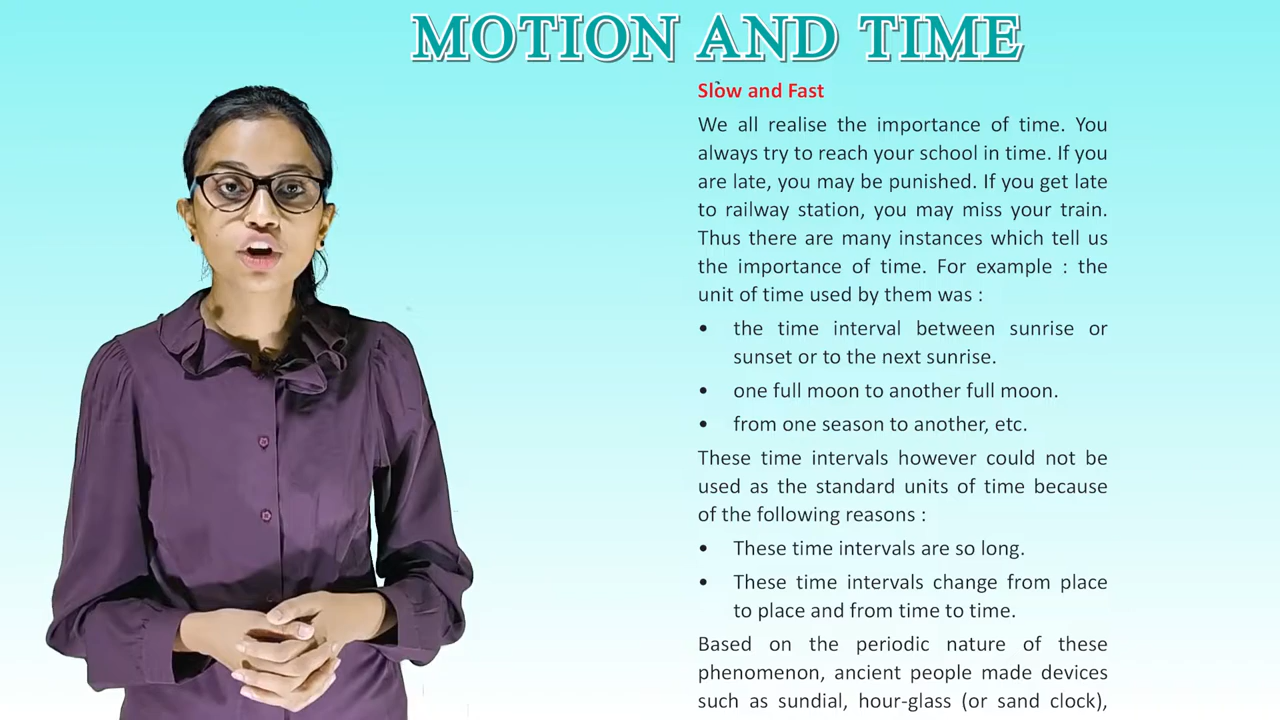 MOTION AND TIME
Slow and Fast
We all realise the importance of time. You
always try to reach your school in time. If you
are late, you may be punished. If you get late
to railway station, you may miss your train.
Thus there are many instances which tell us
the importance of time. For example : the
unit of time used by them was :
• the time interval between sunrise or
sunset or to the next sunrise.
• one full moon to another full moon.
• from one season to another, etc.
These time intervals however could not be
used as the standard units of time because
of the following reasons :
• These time intervals are so long.
• These time intervals change from place
to place and from time to time.
Based on the periodic nature of these
phenomenon, ancient people made devices
such as sundial, hour-glass (or sand clock),